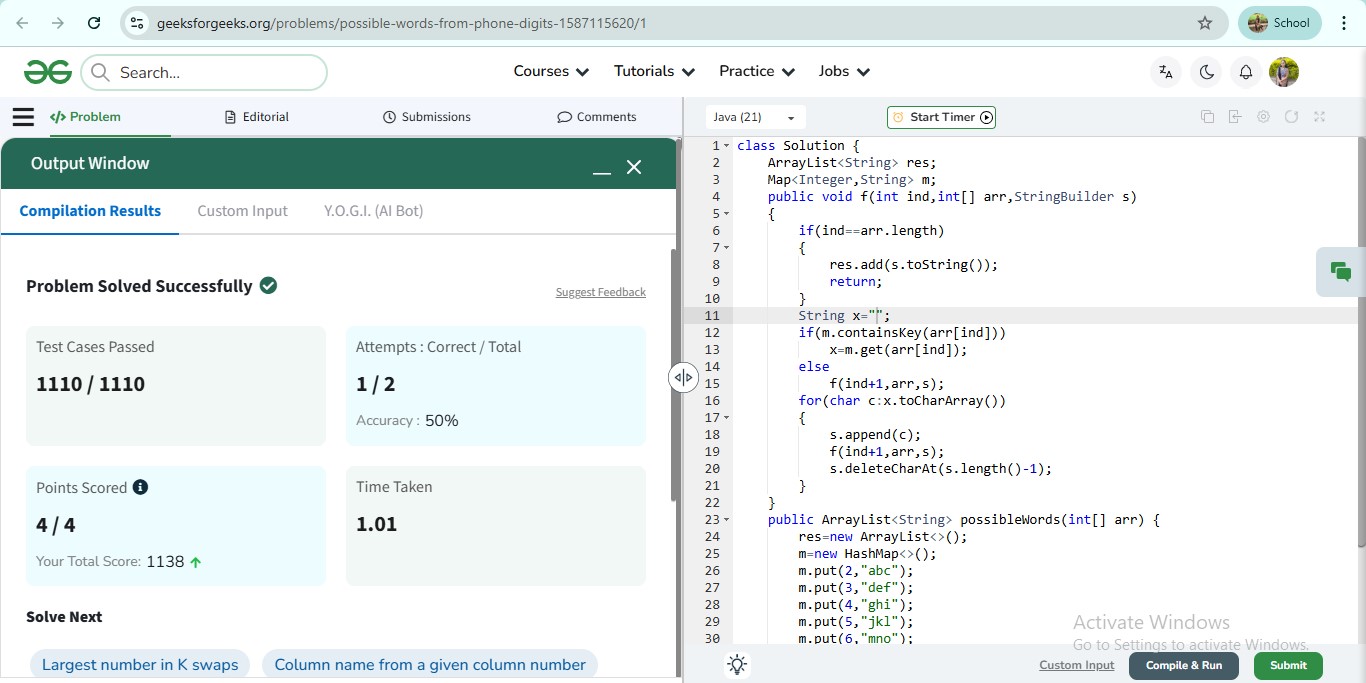 geeksforgeeks.org/problems/possible-words-from-phone-digits-1587115620/1
School
Search...
Courses
Tutorials
Practice
Jobs
Problem
Editorial
Submissions
Comments
Output Window
Compilation Results
Custom Input
Y.O.G.I. (AI Bot)
Problem Solved Successfully
Suggest Feedback
Test Cases Passed
1110 / 1110
Attempts : Correct / Total
1 / 2
Accuracy : 50%
Points Scored
4 / 4
Your Total Score: 1138
Time Taken
1.01
Solve Next
Largest number in K swaps
Column name from a given column number
Java (21)
Start Timer
1 class Solution {
2 ArrayList<String> res;
3 Map<Integer,String> m;
4 public void f(int ind,int[] arr,StringBuilder s)
5 {
6 if(ind==arr.length)
7 {
8 res.add(s.toString());
9 return;
10 }
11 String x="";
12 if(m.containsKey(arr[ind]))
13 x=m.get(arr[ind]);
14 else
15 f(ind+1,arr,s);
16 for(char c:x.toCharArray())
17 {
18 s.append(c);
19 f(ind+1,arr,s);
20 s.deleteCharAt(s.length()-1);
21 }
22 }
23 public ArrayList<String> possibleWords(int[] arr) {
24 res=new ArrayList<>();
25 m=new HashMap<>();
26 m.put(2,"abc");
27 m.put(3,"def");
28 m.put(4,"ghi");
29 m.put(5,"jkl");
30 m.put(6,"mno");
Activate Windows
Go to Settings to activate Windows.
Custom Input
Compile & Run
Submit